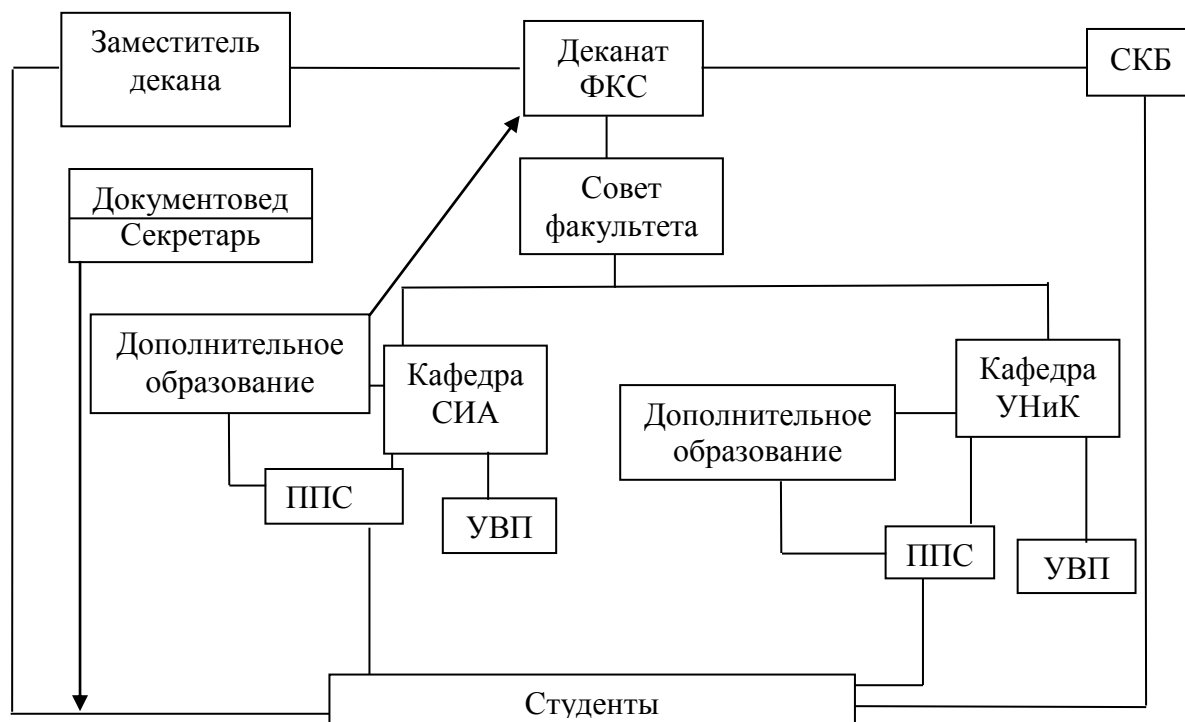 Заместитель
декана
Деканат
ФКС
СКБ
Документовед
Секретарь
Совет
факультета
Дополнительное
образование
Кафедра
СИА
Кафедра
УНиК
Дополнительное
образование
ППС
УВП
ППС
УВП
Студенты